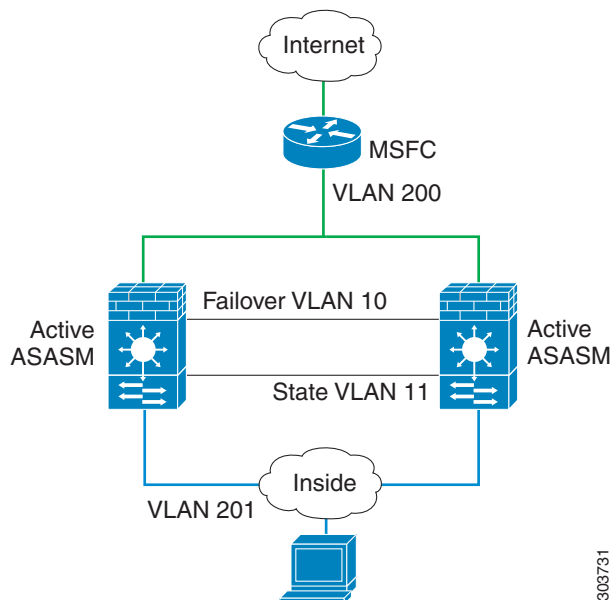 Internet
MSFC
VLAN 200
Failover VLAN 10
Active
ASASM
Active
ASASM
State VLAN 11
Inside
VLAN 201
303731